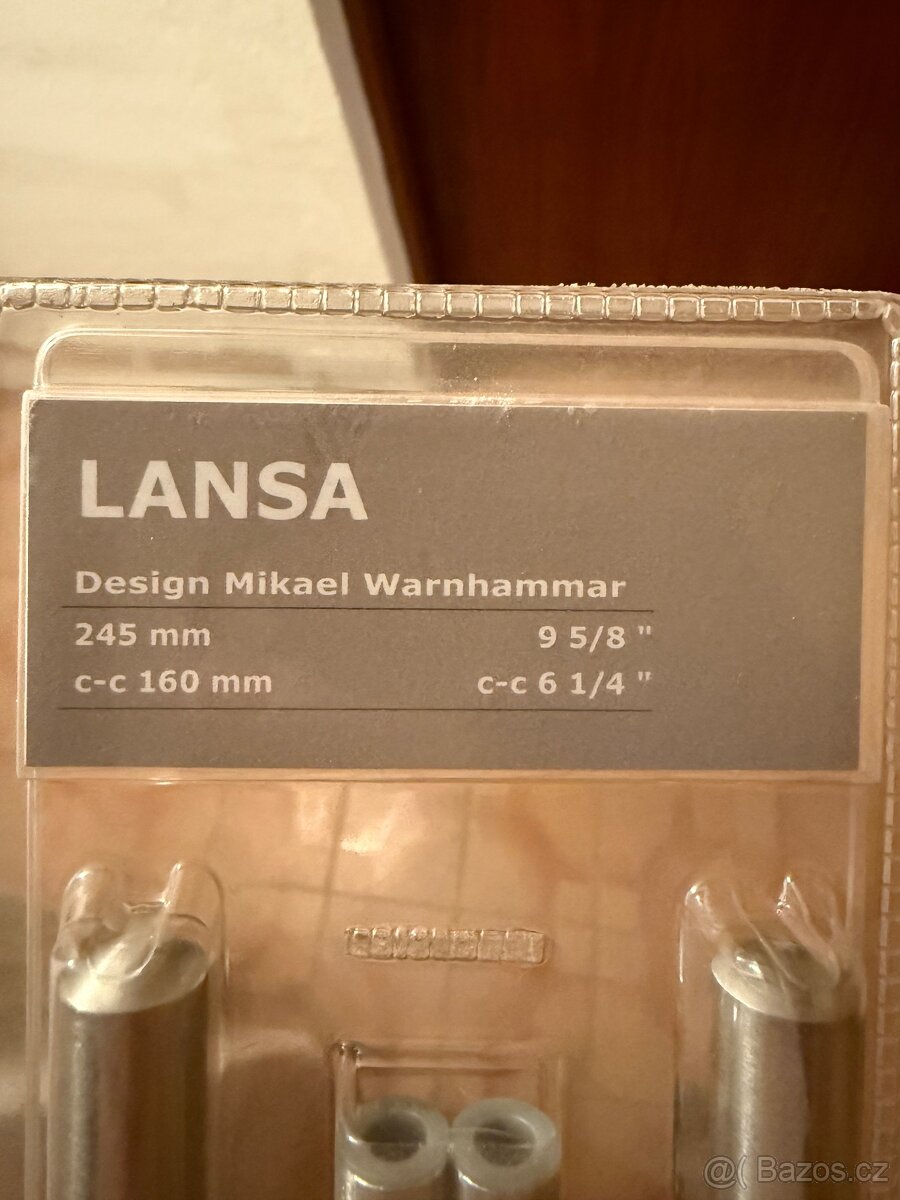 LANSA
Design Mikael Warnhammar
245 mm 9 5/8 "
c-c 160 mm c-c 6 1/4 "
@( Bazos.cz